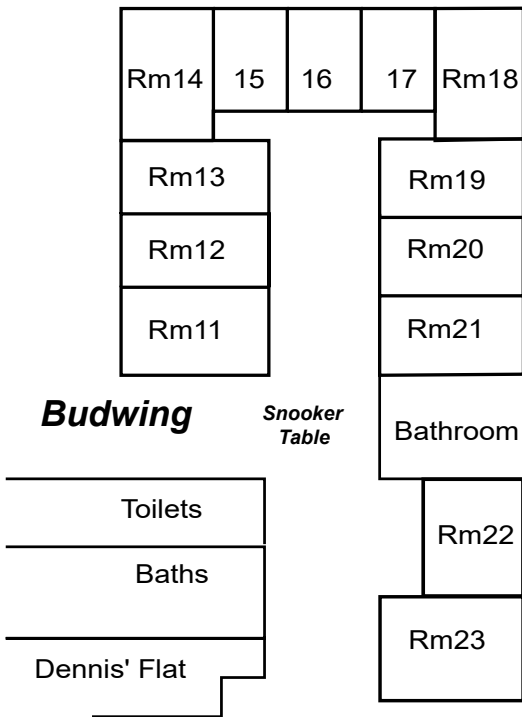 Rm14 15 16 17 Rm18
Rm13 Rm19
Rm12 Rm20
Rm11 Rm21
Budwing
Snooker
Table
Bathroom
Toilets
Rm22
Baths
Rm23
Dennis' Flat